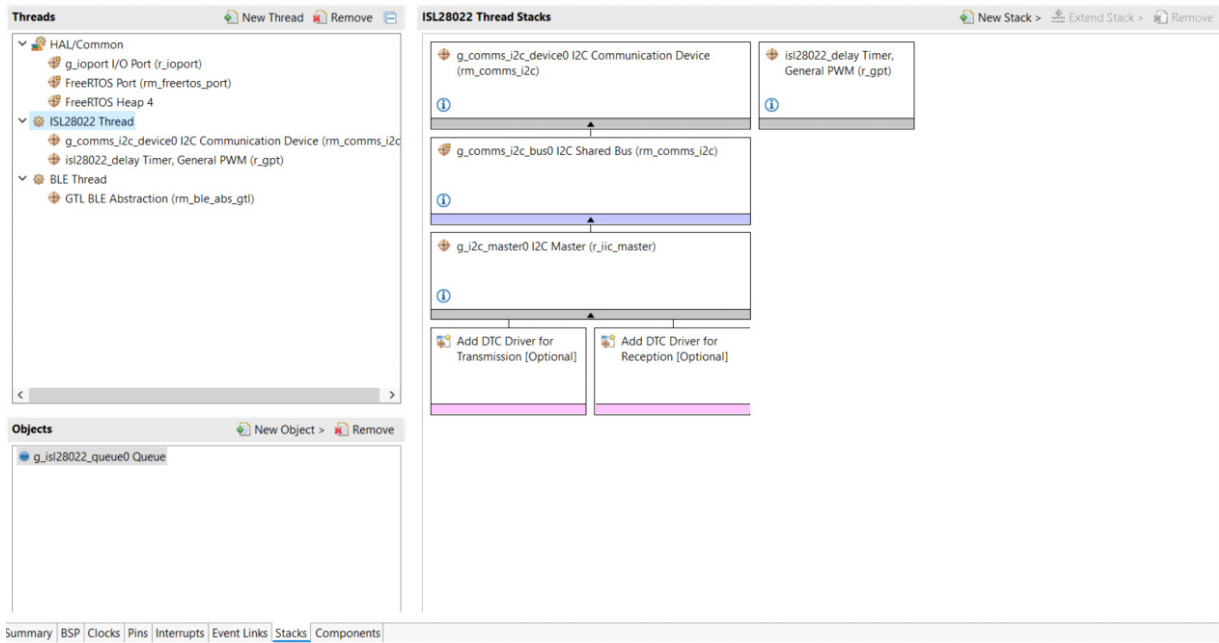 Threads
New Thread
Remove
HAL/Common
g_ioport I/O Port (r_ioport)
FreeRTOS Port (rm_freertos_port)
FreeRTOS Heap 4
ISL28022 Thread
g_comms_i2c_device0 I2C Communication Device (rm_comms_i2c
isl28022_delay Timer, General PWM (r_gpt)
BLE Thread
GTL BLE Abstraction (rm_ble_abs_gtl)
Objects
New Object >
Remove
g_isl28022_queue0 Queue
ISL28022 Thread Stacks
New Stack >
Extend Stack >
Remove
g_comms_i2c_device0 I2C Communication Device
(rm_comms_i2c)
isl28022_delay Timer,
General PWM (r_gpt)
g_comms_i2c_bus0 I2C Shared Bus (rm_comms_i2c)
g_i2c_master0 I2C Master (r_iic_master)
Add DTC Driver for
Transmission [Optional]
Add DTC Driver for
Reception [Optional]
Summary BSP Clocks Pins Interrupts Event Links Stacks Components